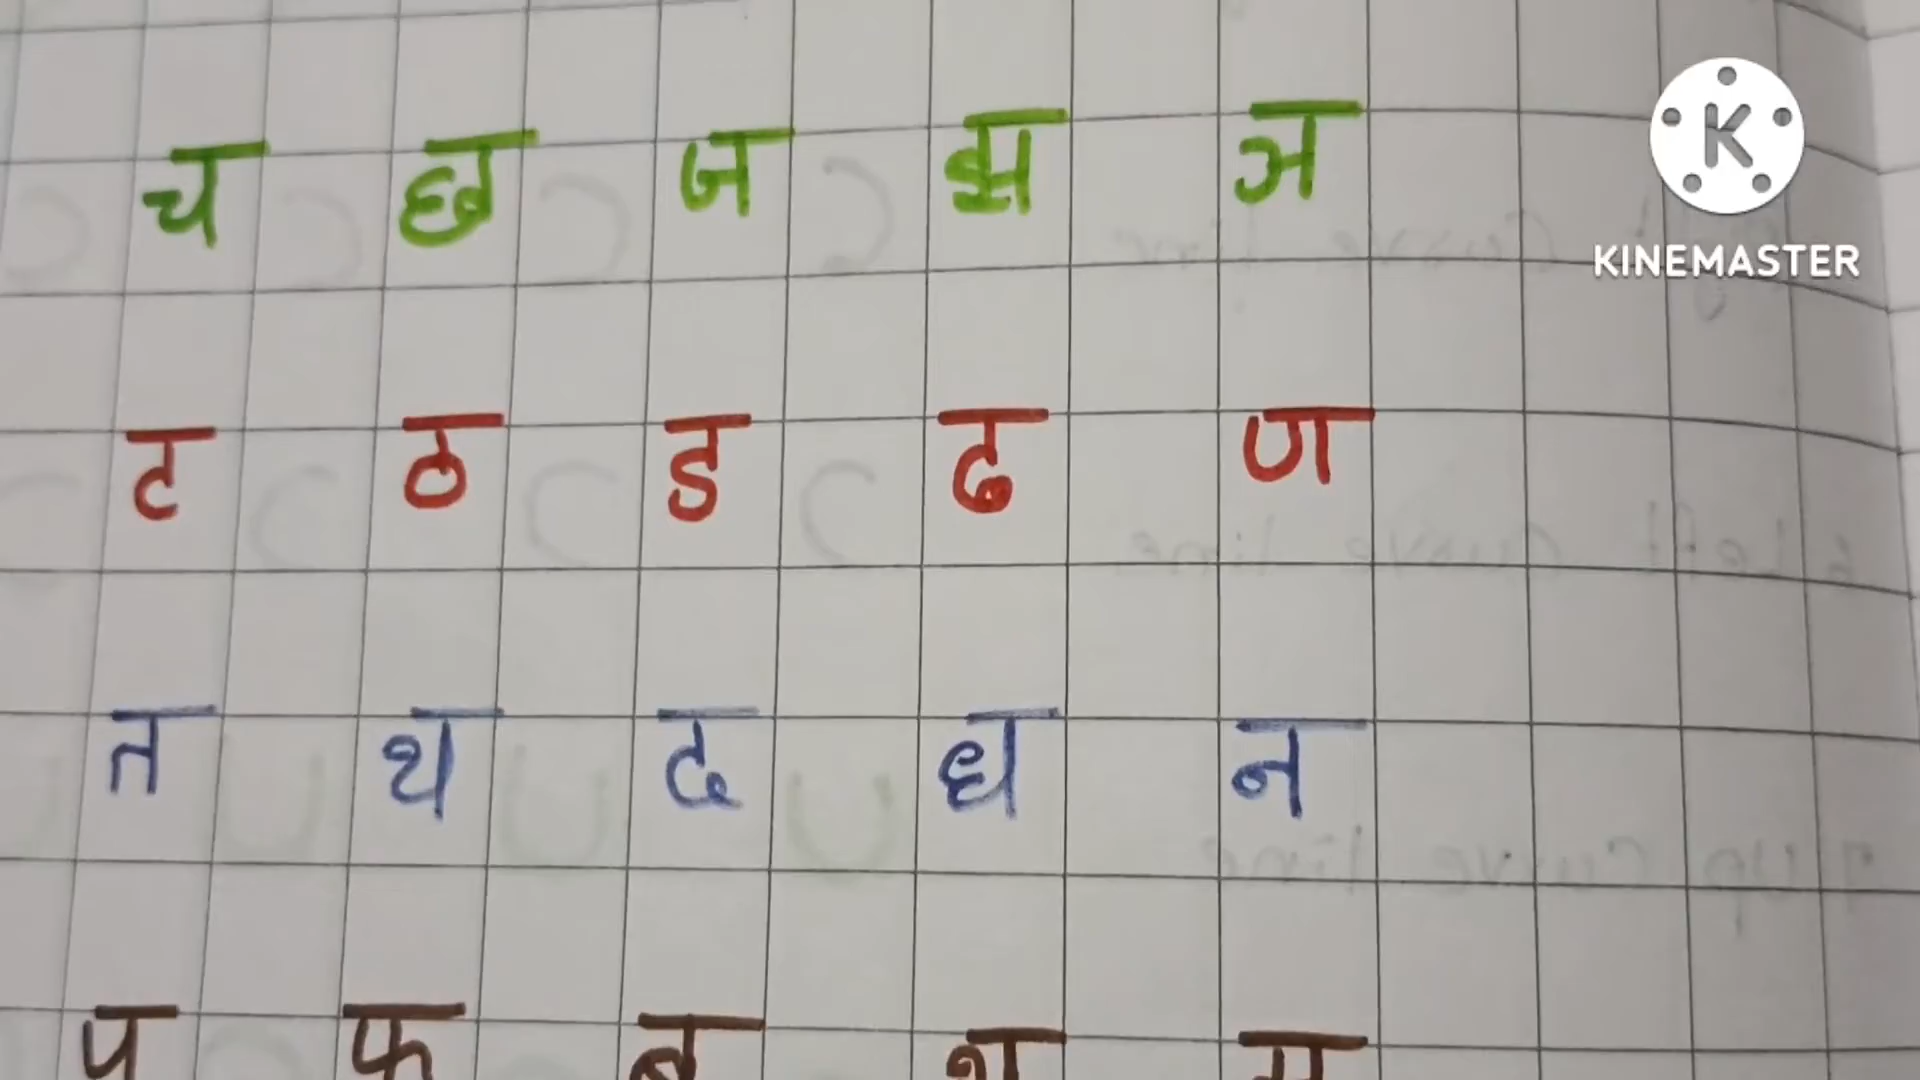 च छ ज झ ञ
KINEMASTER
ट ठ ड ढ ण
त थ द ध न
प फ ब भ म